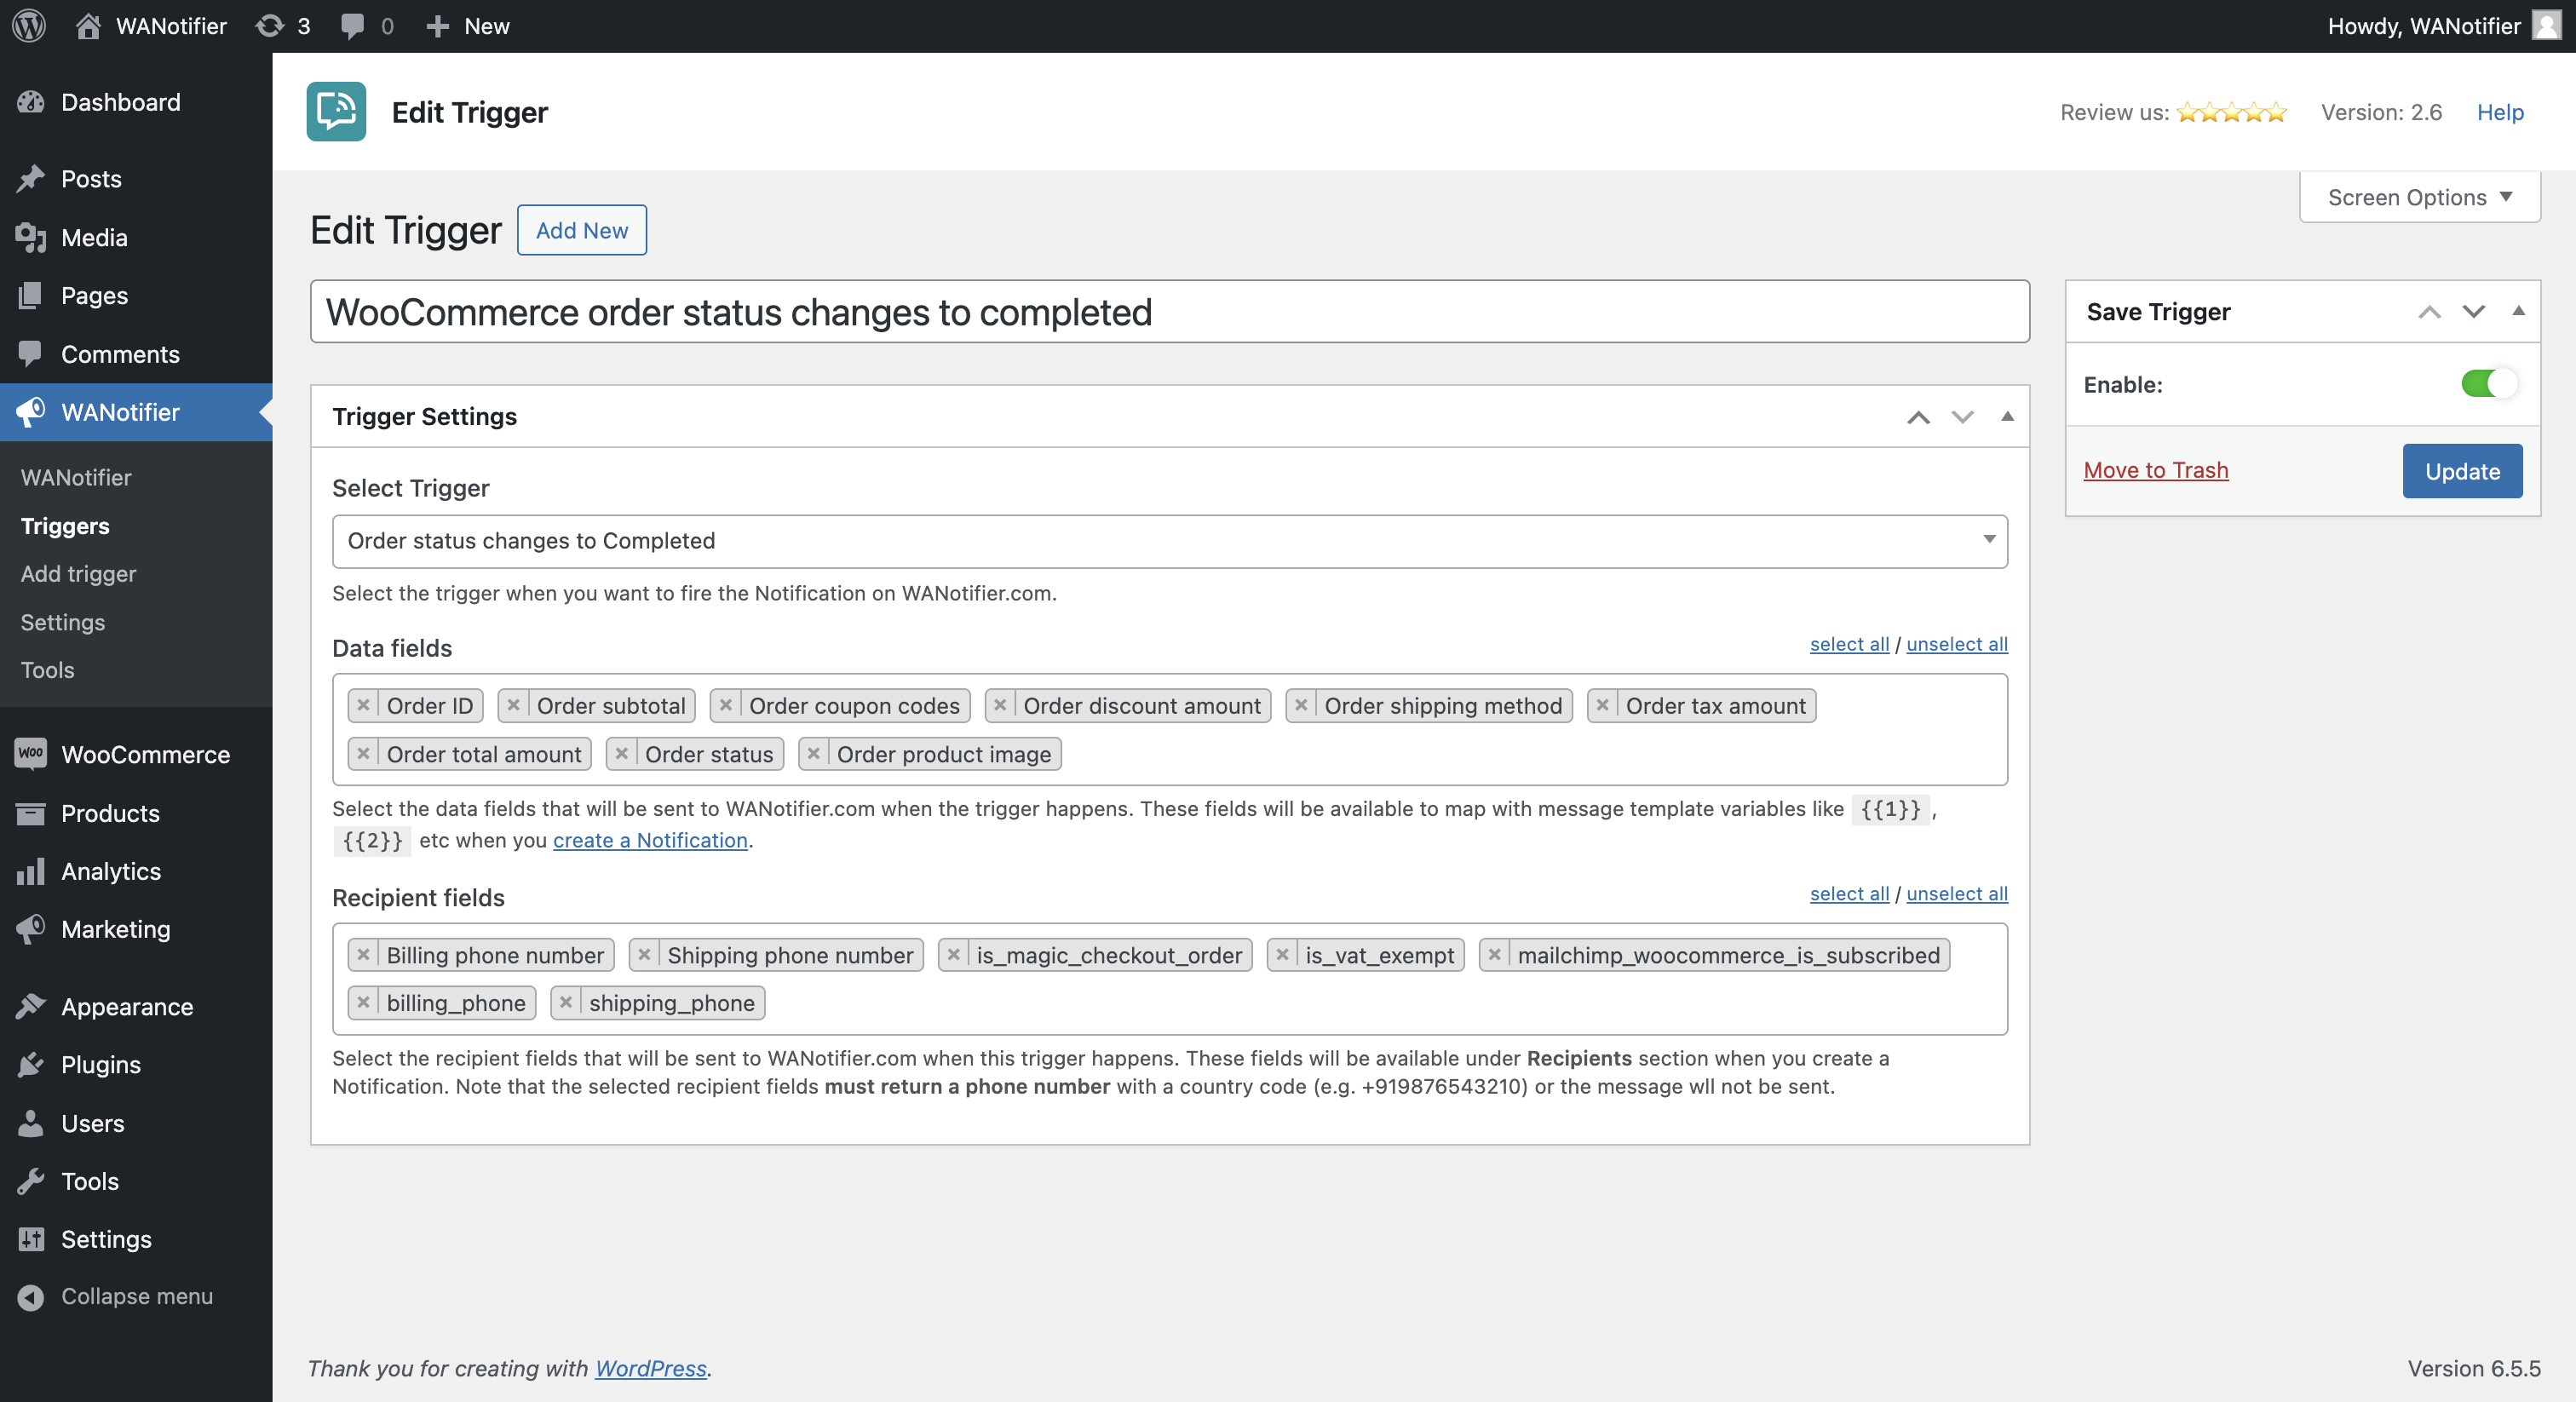 WANotifier 3 0 New Howdy, WANotifier
Dashboard
Posts
Media
Pages
Comments
WANotifier
WANotifier
Triggers
Add trigger
Settings
Tools
Woo WooCommerce
Products
Analytics
Marketing
Appearance
Plugins
Users
Tools
Settings
Collapse menu
Edit Trigger
Review us: Version: 2.6 Help
Screen Options
Edit Trigger Add New
WooCommerce order status changes to completed
Trigger Settings
Select Trigger
Order status changes to Completed
Select the trigger when you want to fire the Notification on WANotifier.com.
Data fields select all / unselect all
× Order ID × Order subtotal × Order coupon codes × Order discount amount × Order shipping method × Order tax amount
× Order total amount × Order status × Order product image
Select the data fields that will be sent to WANotifier.com when the trigger happens. These fields will be available to map with message template variables like {{1}} ,
{{2}} etc when you create a Notification.
Recipient fields select all / unselect all
× Billing phone number × Shipping phone number × is_magic_checkout_order × is_vat_exempt × mailchimp_woocommerce_is_subscribed
× billing_phone × shipping_phone
Select the recipient fields that will be sent to WANotifier.com when this trigger happens. These fields will be available under Recipients section when you create a
Notification. Note that the selected recipient fields must return a phone number with a country code (e.g. +919876543210) or the message wll not be sent.
Save Trigger
Enable:
Move to Trash Update
Thank you for creating with WordPress. Version 6.5.5